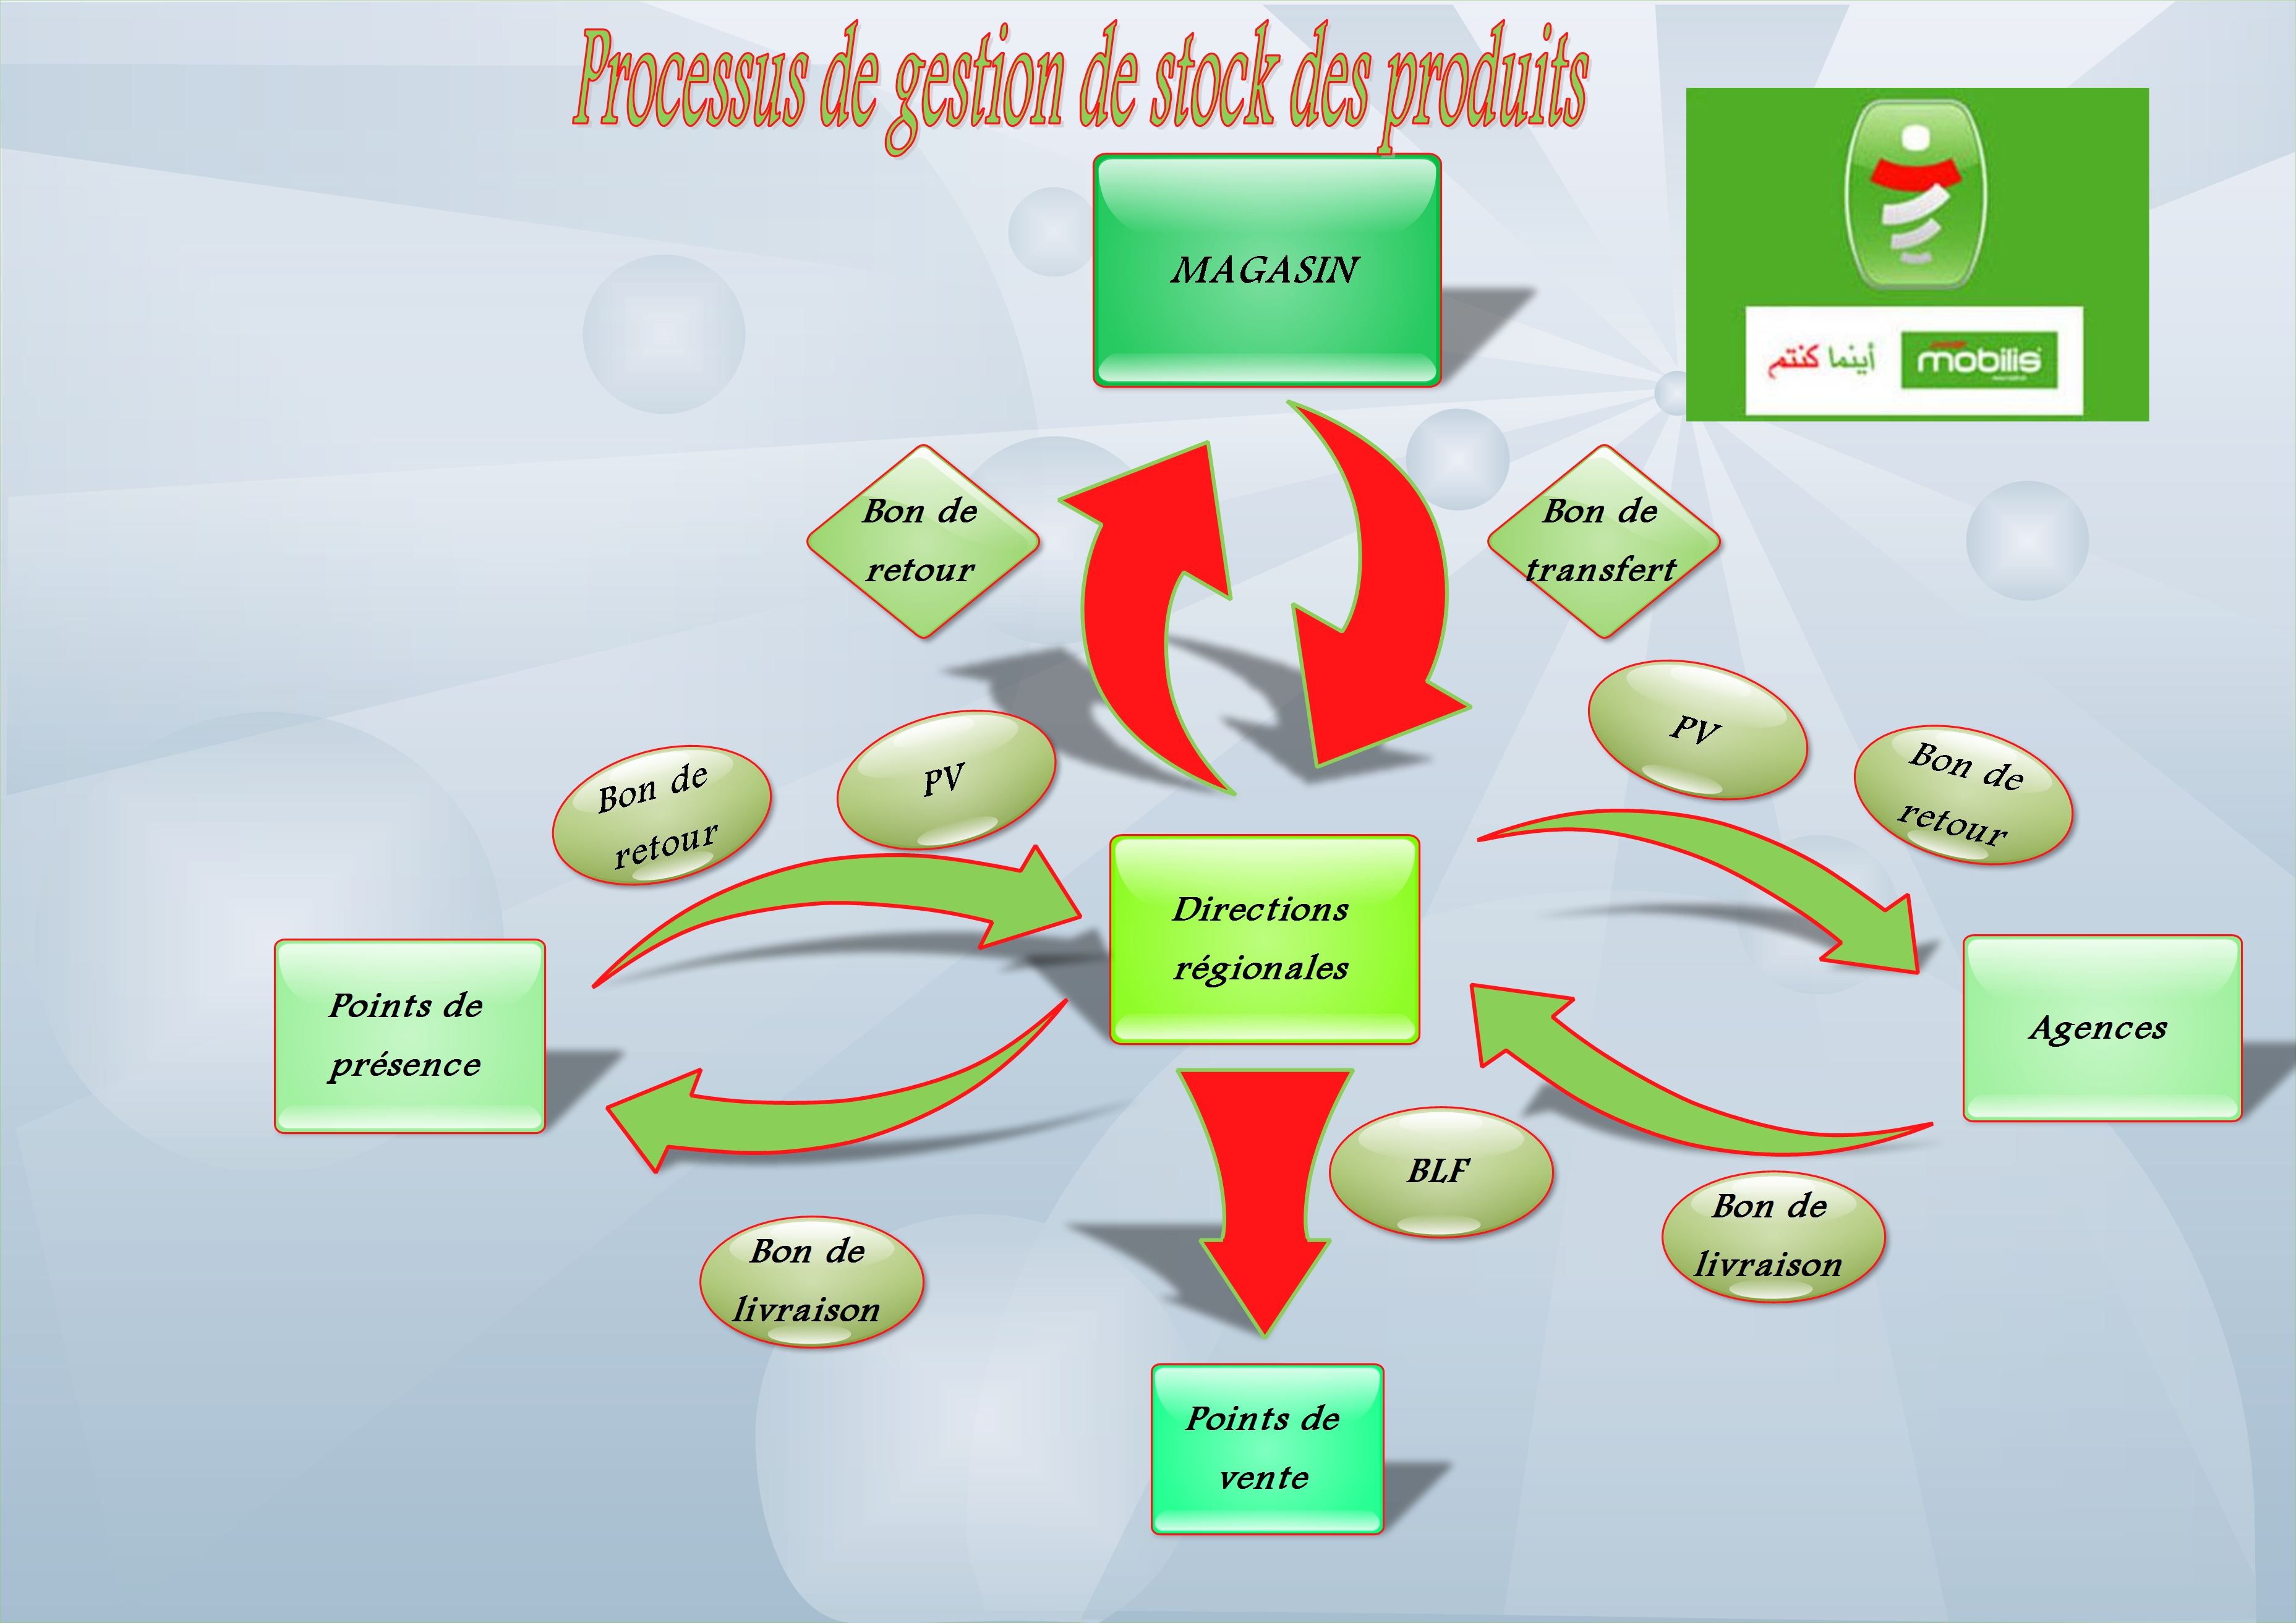 Processus de gestion de stock des produits
MAGASIN
أينما كنتم
mobilis
Bon de
retour
Bon de
transfert
PV
Bon de
retour
Bon de
retour
PV
Directions
régionales
Points de
présence
Agences
BLF
Bon de
livraison
Bon de
livraison
Points de
vente